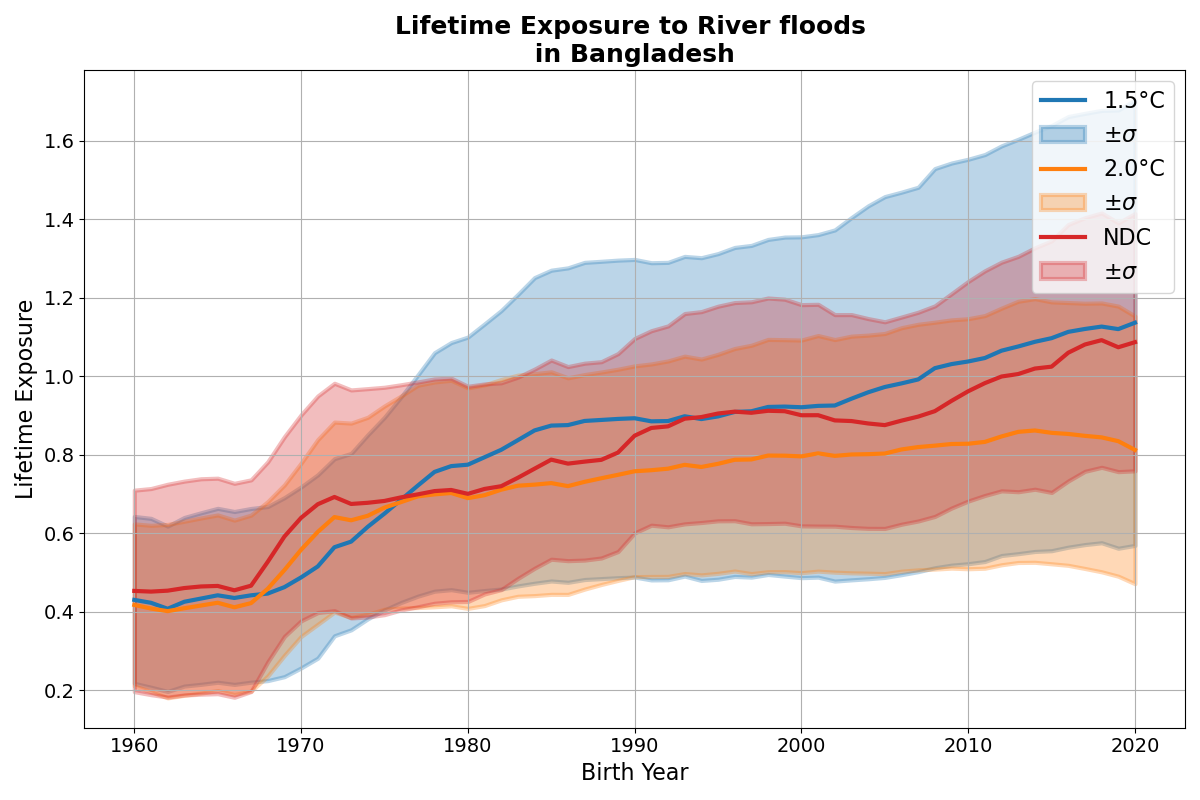 Lifetime Exposure to River floods
in Bangladesh
Lifetime Exposure
1.6
1.4
1.2
1.0
0.8
0.6
0.4
0.2
1960 1970 1980 1990 2000 2010 2020
Birth Year
1.5°C
±σ
2.0°C
±σ
NDC
±σ